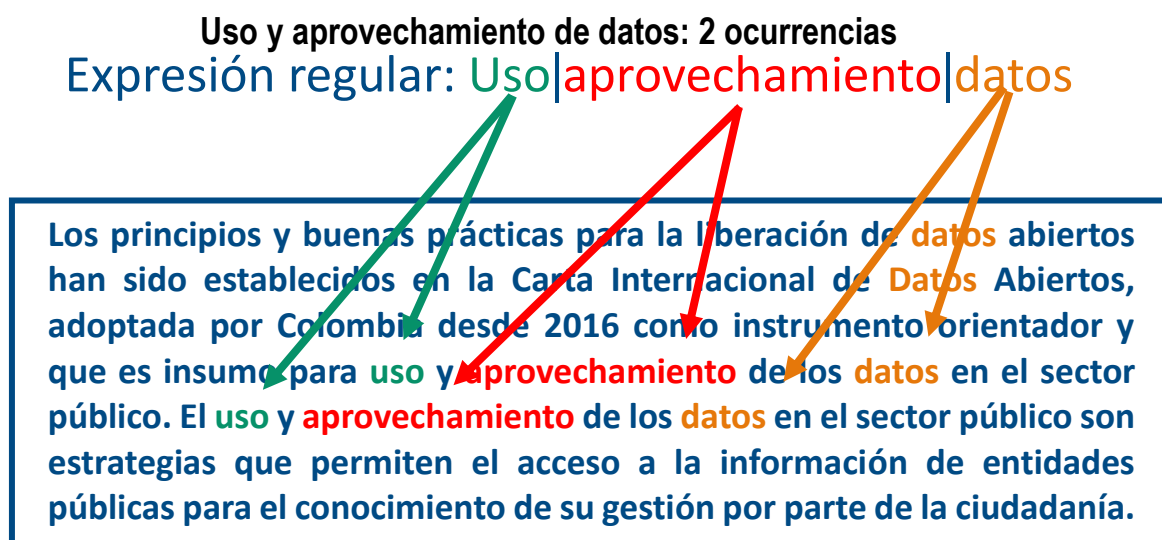 Uso y aprovechamiento de datos: 2 ocurrencias
Expresión regular: Uso|aprovechamiento|datos
Los principios y buenas prácticas para la liberación de datos abiertos
han sido establecidos en la Carta Internacional de Datos Abiertos,
adoptada por Colombia desde 2016 como instrumento orientador y
que es insumo para uso y aprovechamiento de los datos en el sector
público. El uso y aprovechamiento de los datos en el sector público son
estrategias que permiten el acceso a la información de entidades
públicas para el conocimiento de su gestión por parte de la ciudadanía.